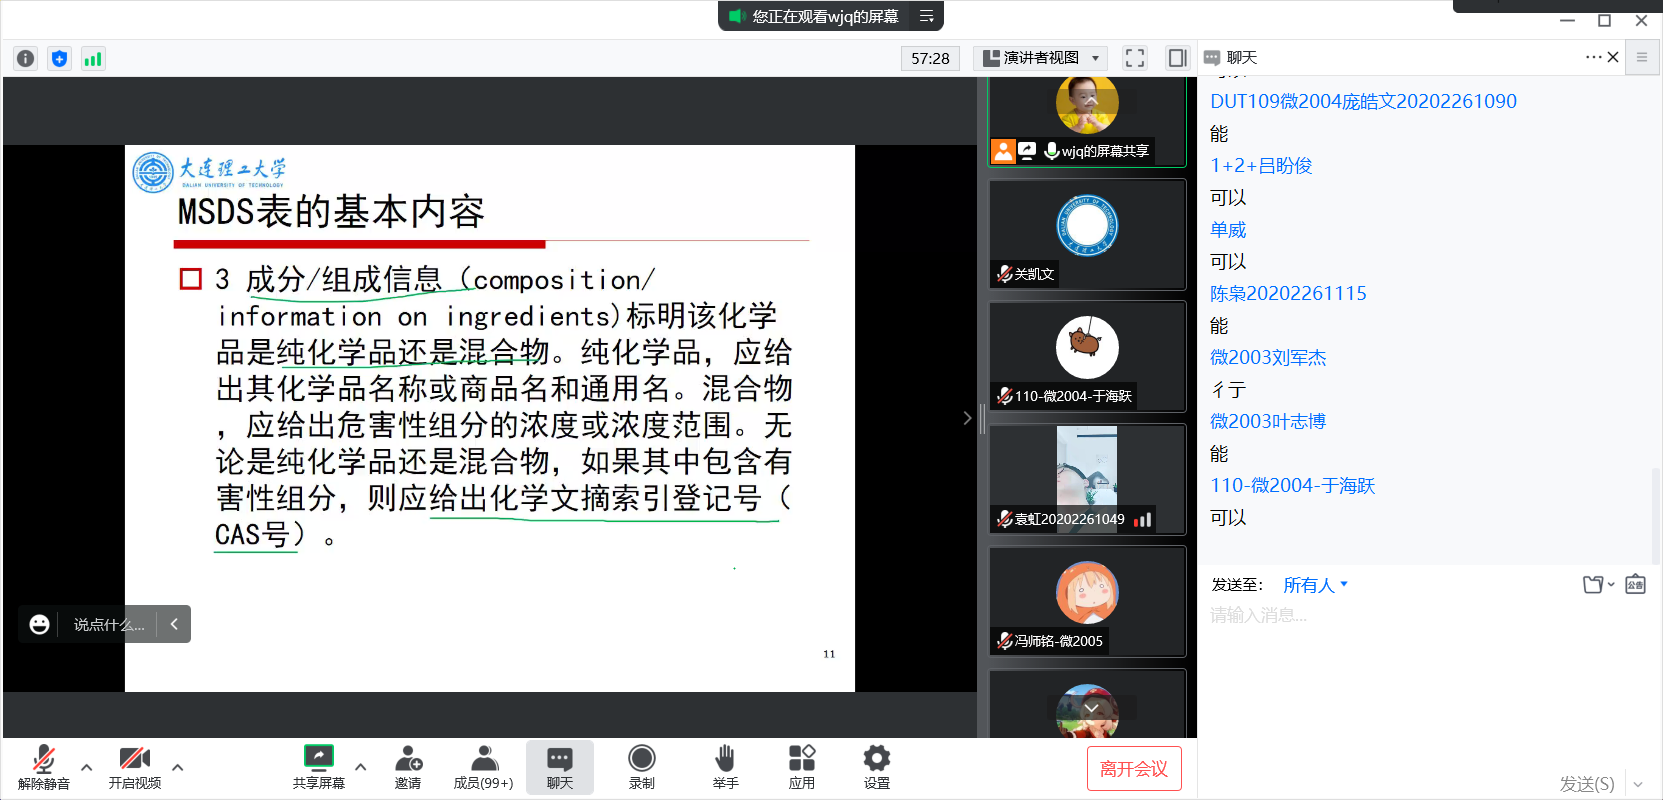 您正在观看wjq的屏幕
57:28
演讲者视图
聊天
大连理工大学
DALIAN UNIVERSITY OF TECHNOLOGY
MSDS表的基本内容
3 成分/组成信息（composition/
information on ingredients)标明该化学
品是纯化学品还是混合物。纯化学品，应给
出其化学品名称或商品名和通用名。混合物
，应给出危害性组分的浓度或浓度范围。无
论是纯化学品还是混合物，如果其中包含有
害性组分，则应给出化学文摘索引登记号（
CAS号）。
11
说点什么...
wjq的屏幕共享
关凯文
110-微2004-于海跃
袁虹20202261049
冯师铭-微2005
DUT109微2004庞皓文20202261090
能
1+2+吕盼俊
可以
单威
可以
陈枭20202261115
能
微2003刘军杰
彳亍
微2003叶志博
能
110-微2004-于海跃
可以
发送至：
所有人
公告
请输入消息...
发送(S)
解除静音
开启视频
共享屏幕
邀请
成员(99+)
聊天
录制
举手
应用
设置
离开会议